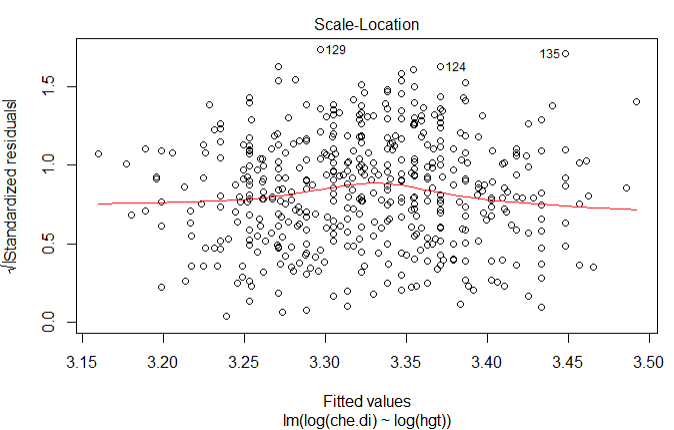 Scale-Location
√|Standardized residuals|
1.5
1.0
0.5
0.0
129
124
135
3.15 3.20 3.25 3.30 3.35 3.40 3.45 3.50
Fitted values
lm(log(che.di) ~ log(hgt))